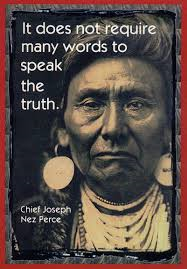 It does not require
many words to
speak
the
truth.
Chief Joseph
Nez Perce